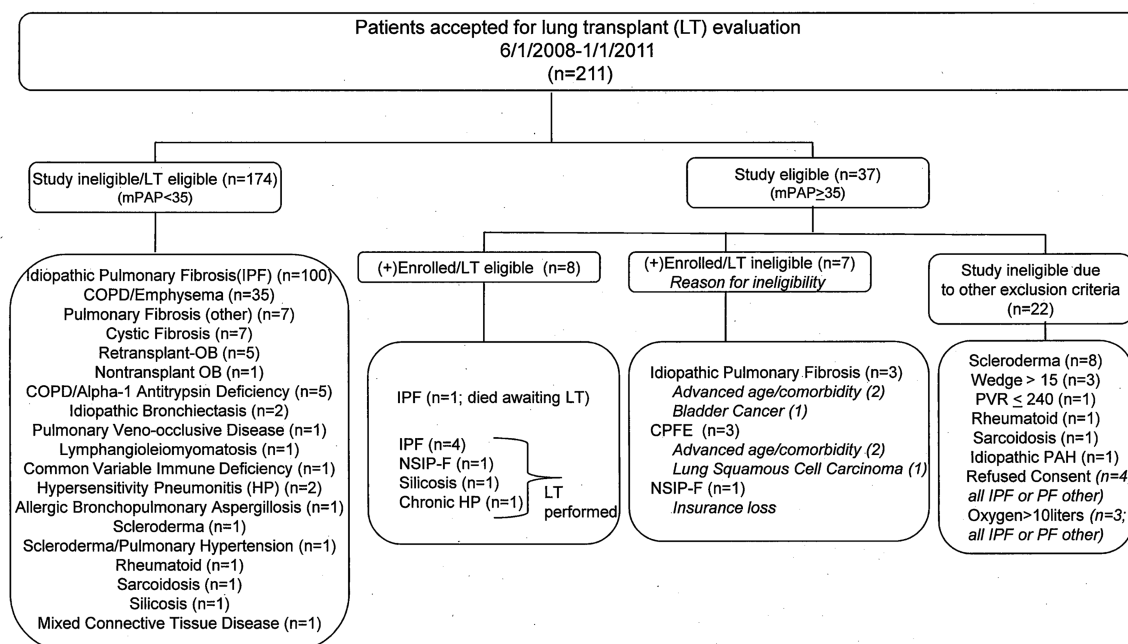 Patients accepted for lung transplant (LT) evaluation
6/1/2008-1/1/2011
(n=211)
Study ineligible/LT eligible (n=174)
(mPAP<35)
Study eligible (n=37)
(mPAP≥35)
Idiopathic Pulmonary Fibrosis(IPF) (n=100)
COPD/Emphysema (n=35)
Pulmonary Fibrosis (other) (n=7)
Cystic Fibrosis (n=7)
Retransplant-OB (n=5)
Nontransplant OB (n=1)
COPD/Alpha-1 Antitrypsin Deficiency (n=5)
Idiopathic Bronchiectasis (n=2)
Pulmonary Veno-occlusive Disease (n=1)
Lymphangioleiomyomatosis (n=1)
Common Variable Immune Deficiency (n=1)
Hypersensitivity Pneumonitis (HP) (n=2)
Allergic Bronchopulmonary Aspergillosis (n=1)
Scleroderma (n=1)
Scleroderma/Pulmonary Hypertension (n=1)
Rheumatoid (n=1)
Sarcoidosis (n=1)
Silicosis (n=1)
Mixed Connective Tissue Disease (n=1)
(+)Enrolled/LT eligible (n=8)
IPF (n=1; died awaiting LT)
IPF (n=4)
NSIP-F (n=1)
Silicosis (n=1)
Chronic HP (n=1)
LT
performed
(+)Enrolled/LT ineligible (n=7)
Reason for ineligibility
Idiopathic Pulmonary Fibrosis (n=3)
Advanced age/comorbidity (2)
Bladder Cancer (1)
CPFE (n=3)
Advanced age/comorbidity (2)
Lung Squamous Cell Carcinoma (1)
NSIP-F (n=1)
Insurance loss
Study ineligible due
to other exclusion criteria
(n=22)
Scleroderma (n=8)
Wedge > 15 (n=3)
PVR ≤ 240 (n=1)
Rheumatoid (n=1)
Sarcoidosis (n=1)
Idiopathic PAH (n=1)
Refused Consent (n=4
all IPF or PF other)
Oxygen>10liters (n=3;
all IPF or PF other)